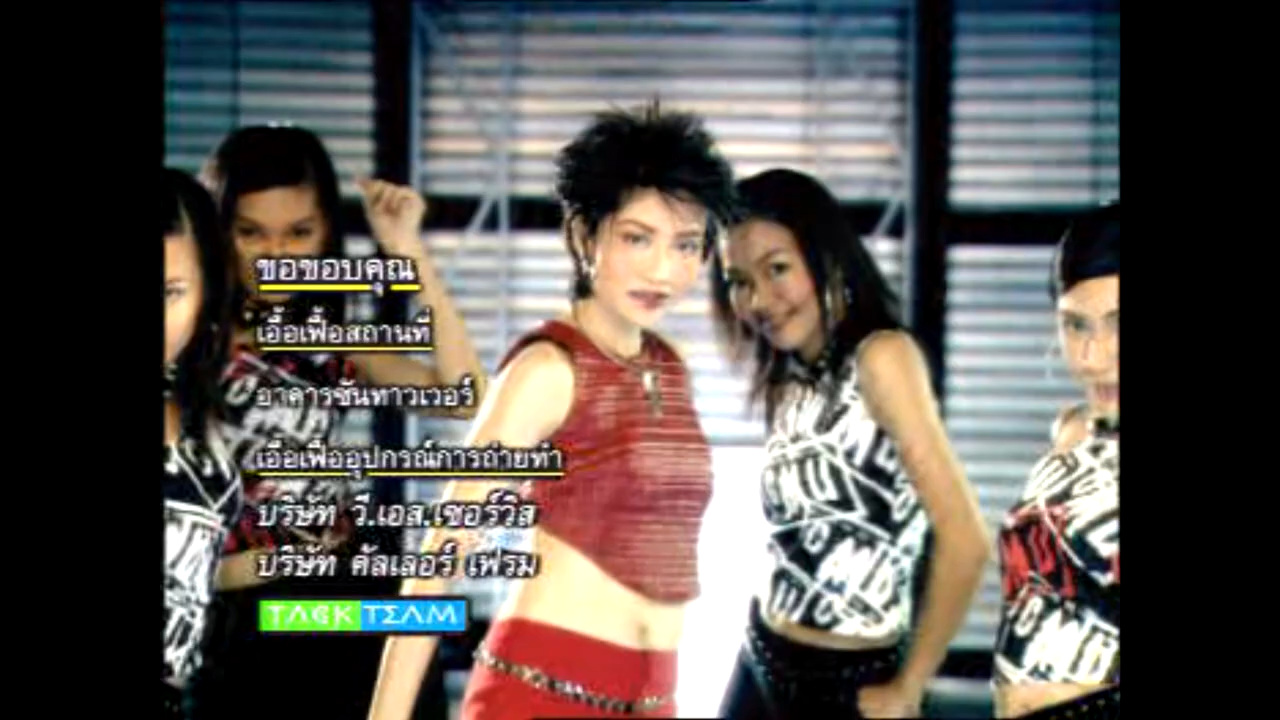 ขอขอบคุณ
เอื้อเฟื้อสถานที่
อาคารซันทาวเวอร์
เอื้อเฟื้ออุปกรณ์การถ่ายทำ
บริษัท วี.เอส.เซอร์วิส
บริษัท คัลเลอร์ เฟรม
TACK TEAM